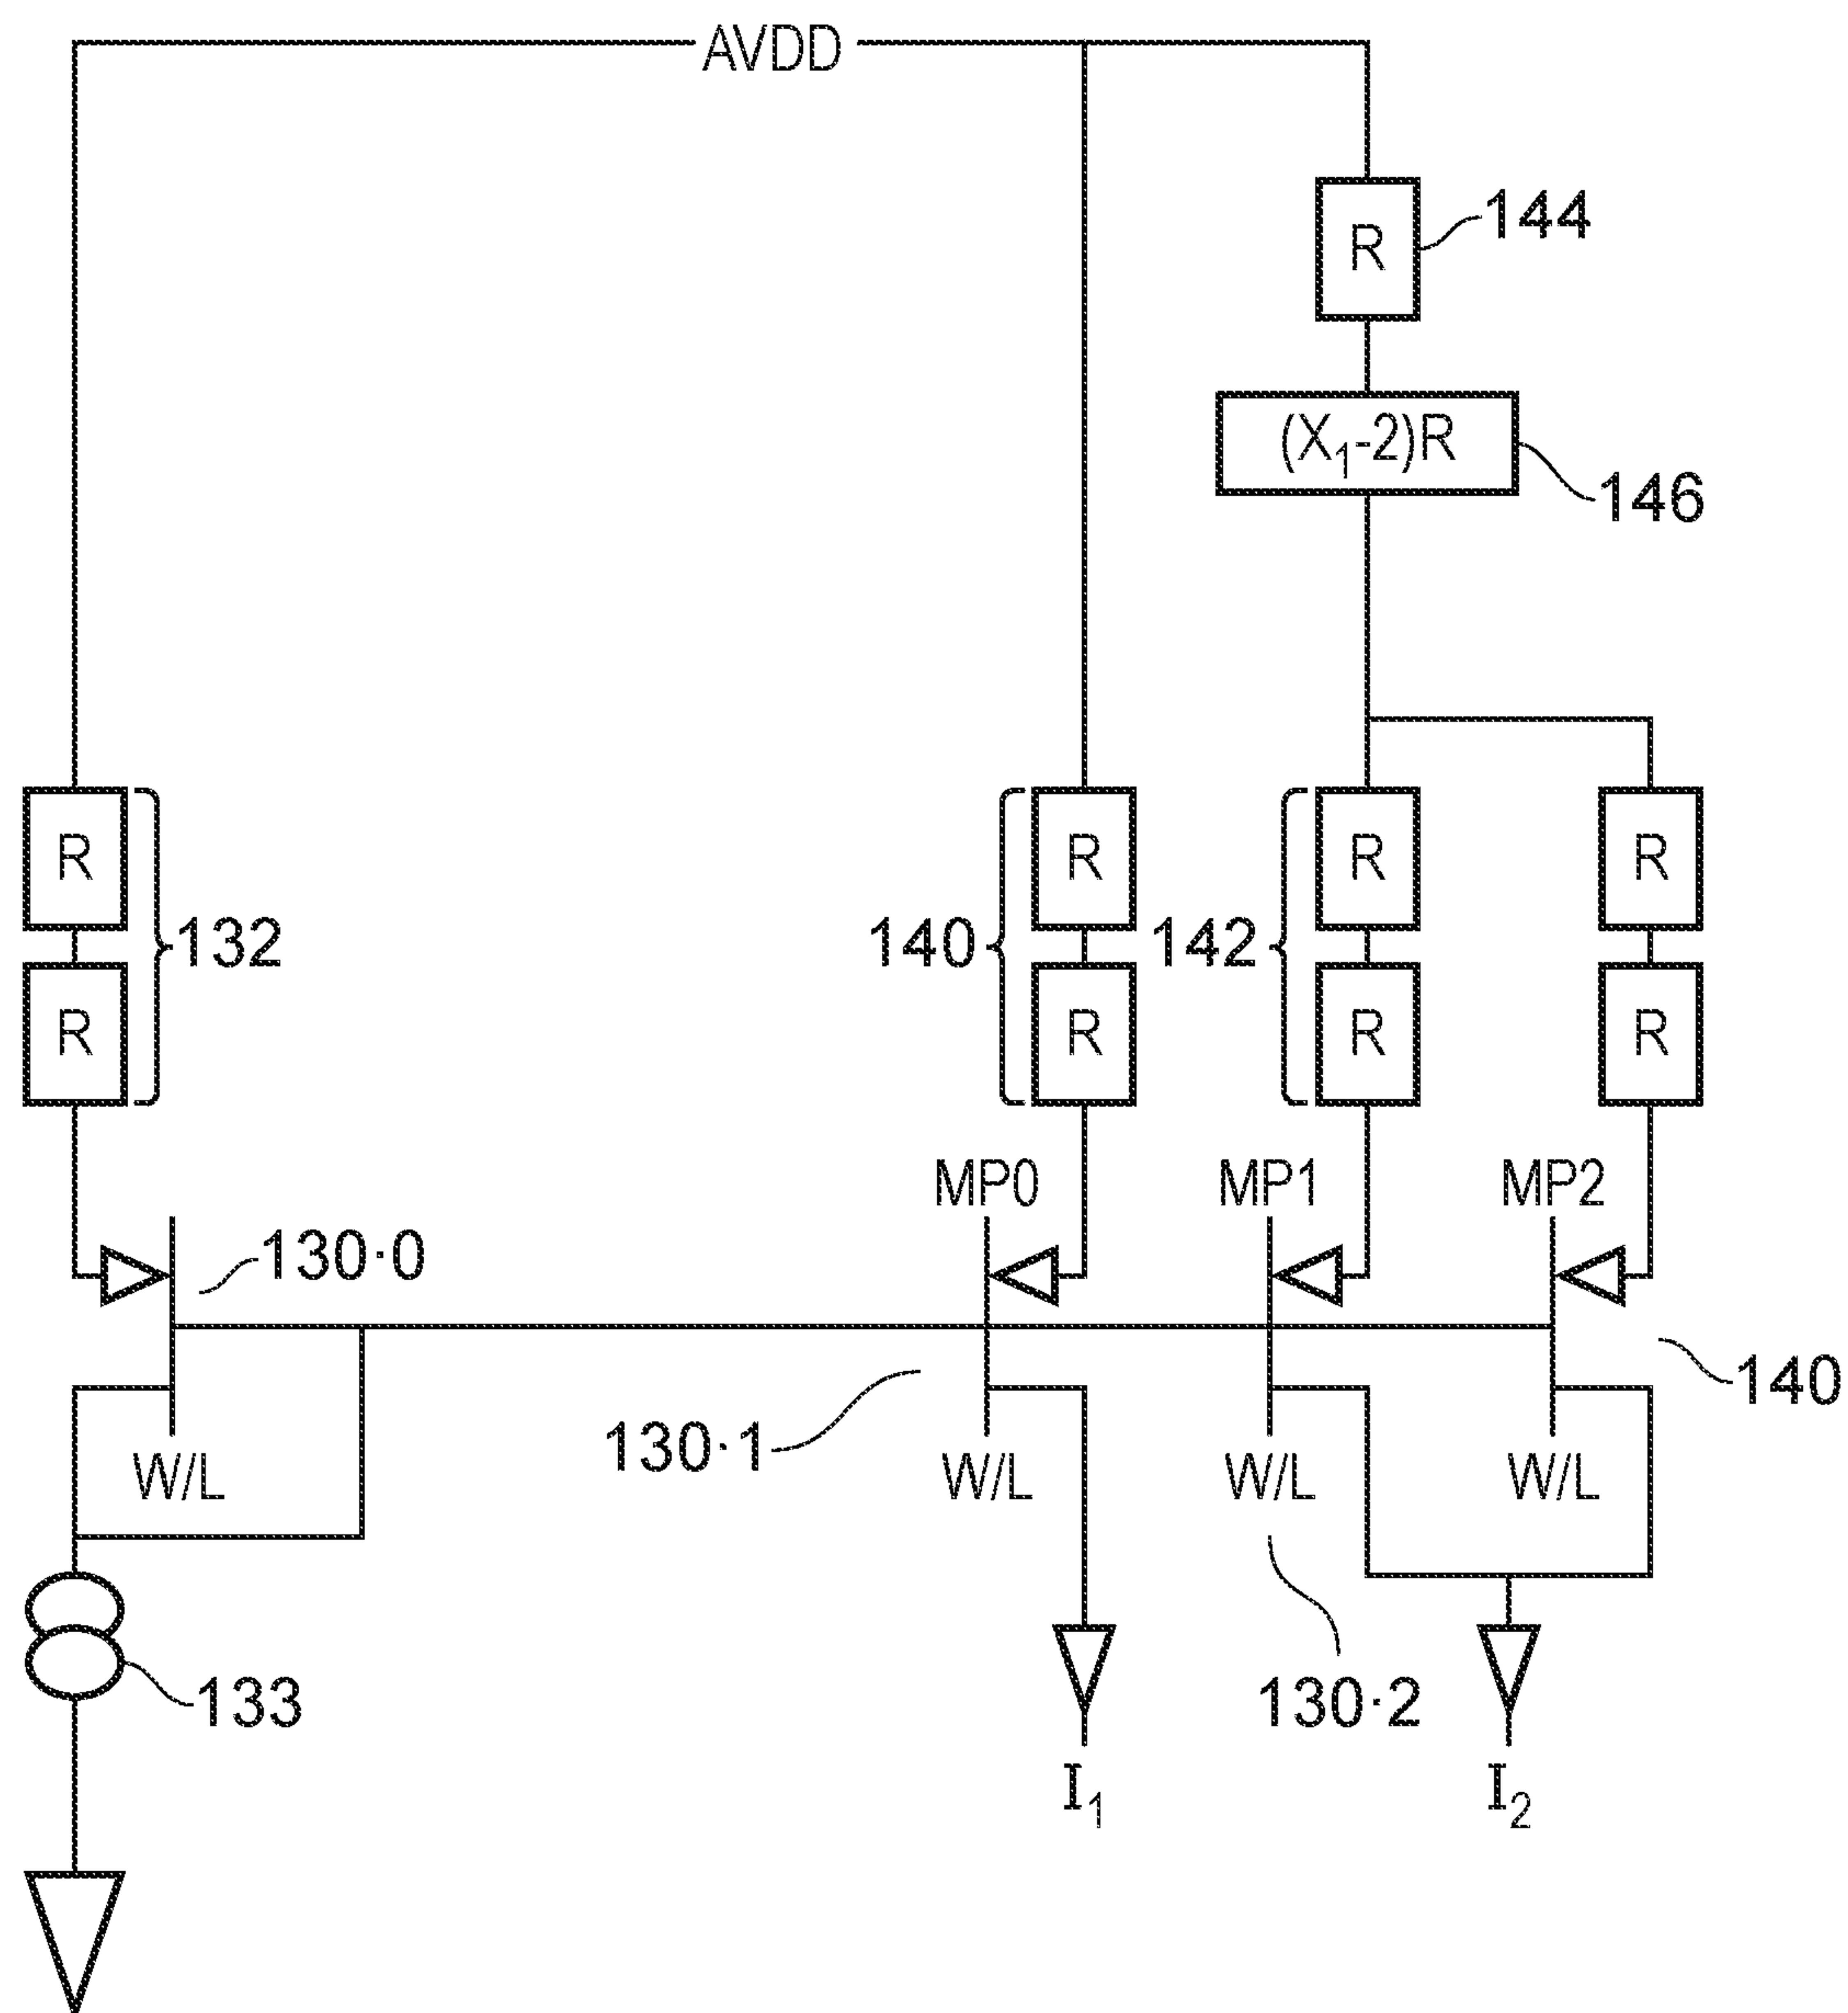 AVDD
R
144
(X₁-2)R
146
R
132
140
R
142
R
R
R
R
R
R
MP0
MP1
MP2
130·0
140
130·1
W/L
W/L
W/L
W/L
133
130·2
I₁
I₂